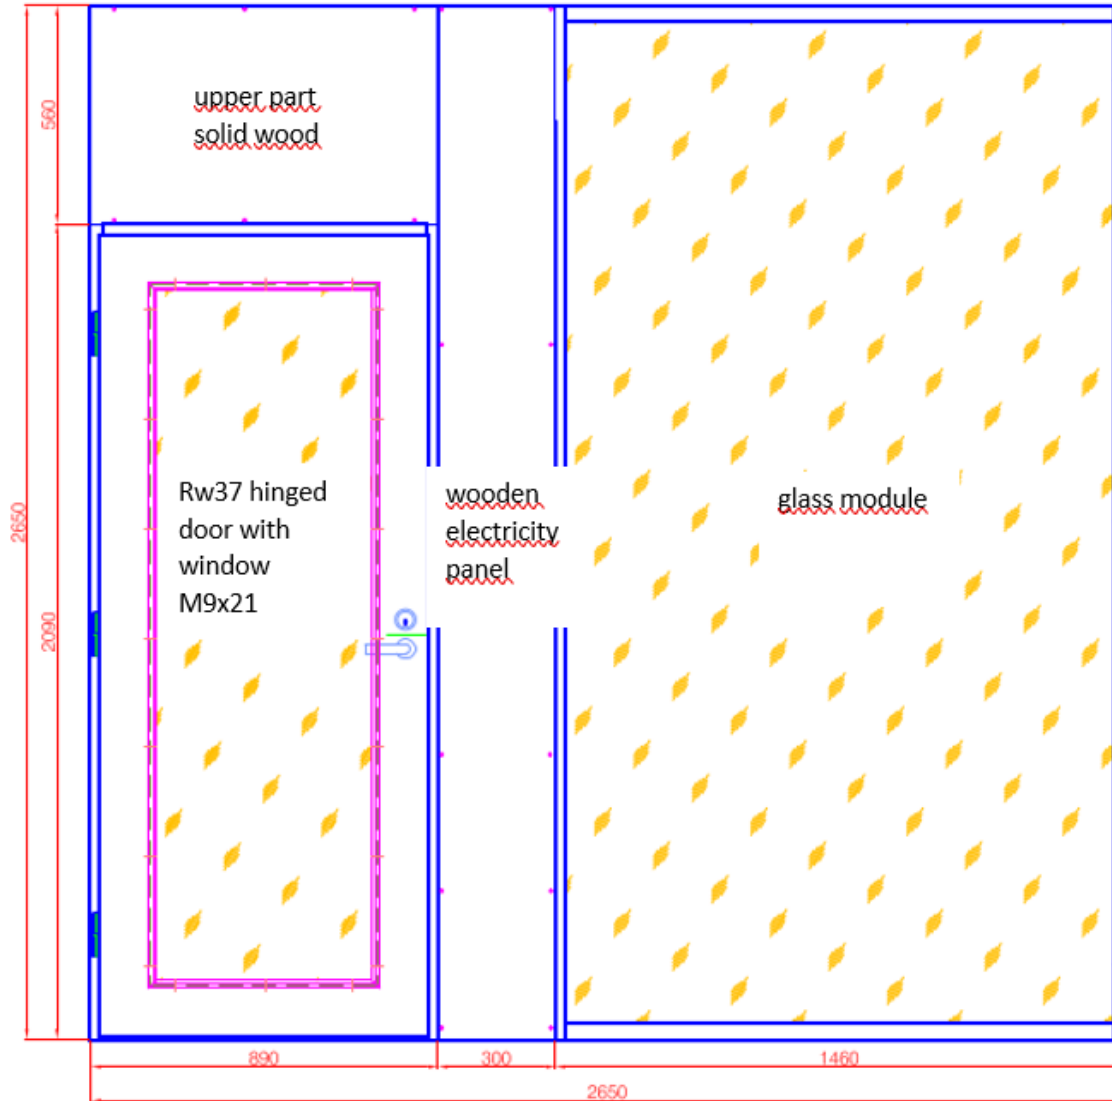 560
upper part
solid wood
2650
2090
Rw37 hinged
door with
window
M9x21
wooden
electricity
panel
glass module
890
300
1460
2650